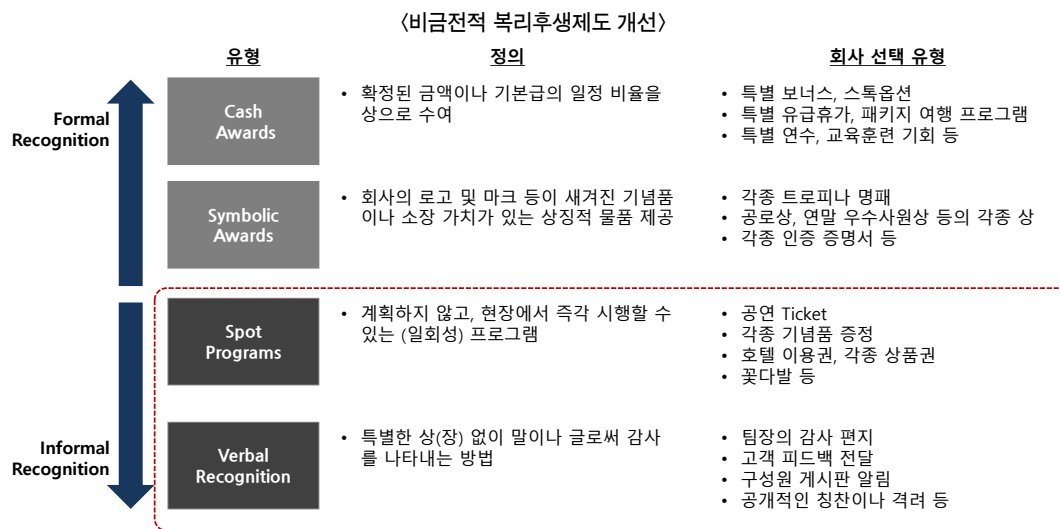 〈비금전적 복리후생제도 개선〉
유형
정의
회사 선택 유형
Formal
Recognition
Cash
Awards
• 확정된 금액이나 기본급의 일정 비율을
상으로 수여
• 특별 보너스, 스톡옵션
• 특별 유급휴가, 패키지 여행 프로그램
• 특별 연수, 교육훈련 기회 등
Symbolic
Awards
• 회사의 로고 및 마크 등이 새겨진 기념품
이나 소장 가치가 있는 상징적 물품 제공
• 각종 트로피나 명패
• 공로상, 연말 우수사원상 등의 각종 상
• 각종 인증 증명서 등
Spot
Programs
• 계획하지 않고, 현장에서 즉각 시행할 수
있는 (일회성) 프로그램
• 공연 Ticket
• 각종 기념품 증정
• 호텔 이용권, 각종 상품권
• 꽃다발 등
Informal
Recognition
Verbal
Recognition
• 특별한 상(장) 없이 말이나 글로써 감사
를 나타내는 방법
• 팀장의 감사 편지
• 고객 피드백 전달
• 구성원 게시판 알림
• 공개적인 칭찬이나 격려 등